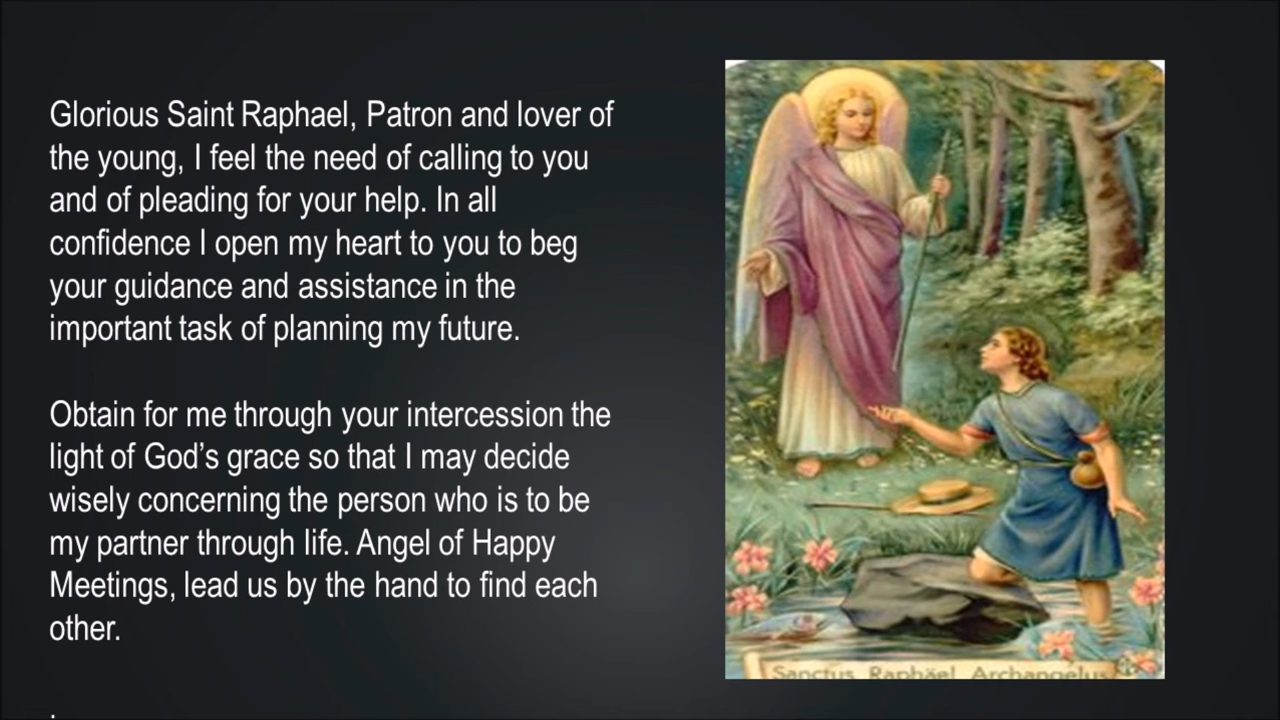 Glorious Saint Raphael, Patron and lover of
the young, I feel the need of calling to you
and of pleading for your help. In all
confidence I open my heart to you to beg
your guidance and assistance in the
important task of planning my future.
Obtain for me through your intercession the
light of God’s grace so that I may decide
wisely concerning the person who is to be
my partner through life. Angel of Happy
Meetings, lead us by the hand to find each
other.
.
Sanctus Raphäel Archangelus